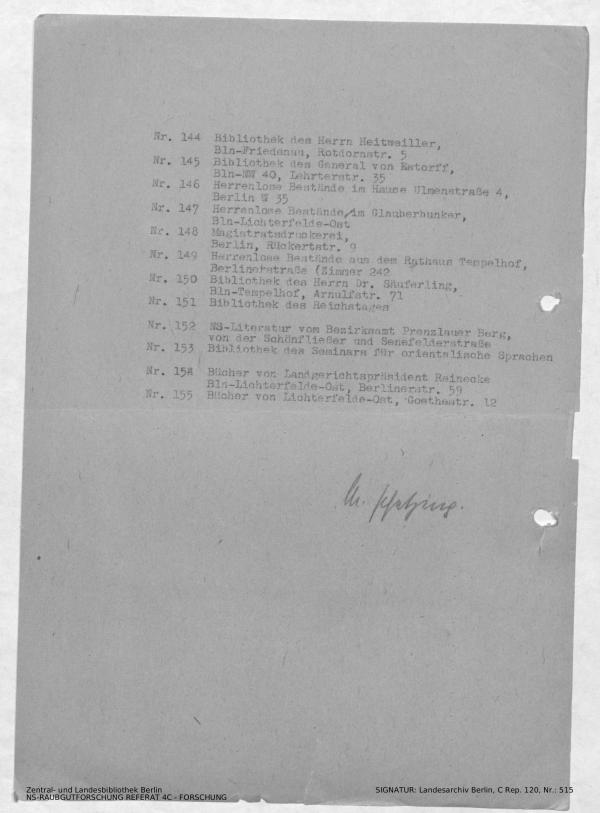 Nr. 144 Bibliothek des Herrn Heitweiller,
Bln-Friedenau, Rotdornstr. 5
Nr. 145 Bibliothek des General von Estorff,
Bln-NW 40, Lehrterstr. 35
Nr. 146 Herrenlose Bestände im Hause Ulmenstraße 4,
Berlin W 35
Nr. 147 Herrenlose Bestände im Glauberbunker,
Bln-Lichterfelde-Ost
Nr. 148 Magistratsdruckerei,
Berlin, Rückertstr. 9
Nr. 149 Herrenlose Bestände aus dem Rathaus Tempelhof,
Berlinerstraße (Zimmer 242
Nr. 150 Bibliothek des Herrn Dr. Säuferling,
Bln-Tempelhof, Arnulfstr. 71
Nr. 151 Bibliothek des Reichstages
Nr. 152 NS-Literatur vom Bezirksamt Prenzlauer Berg,
von der Schönfließer und Senefelderstraße
Nr. 153 Bibliothek des Seminars für orientalische Sprachen
Nr. 154 Bücher von Landgerichtspräsident Reinecke
Bln-Lichterfelde-Ost, Berlinerstr. 59
Nr. 155 Bücher von Lichterfelde-Ost, Goethestr. 12
Zentral- und Landesbibliothek Berlin
NS-RAUBGUTFORSCHUNG REFERAT 4C - FORSCHUNG
SIGNATUR: Landesarchiv Berlin, C Rep. 120, Nr.: 515